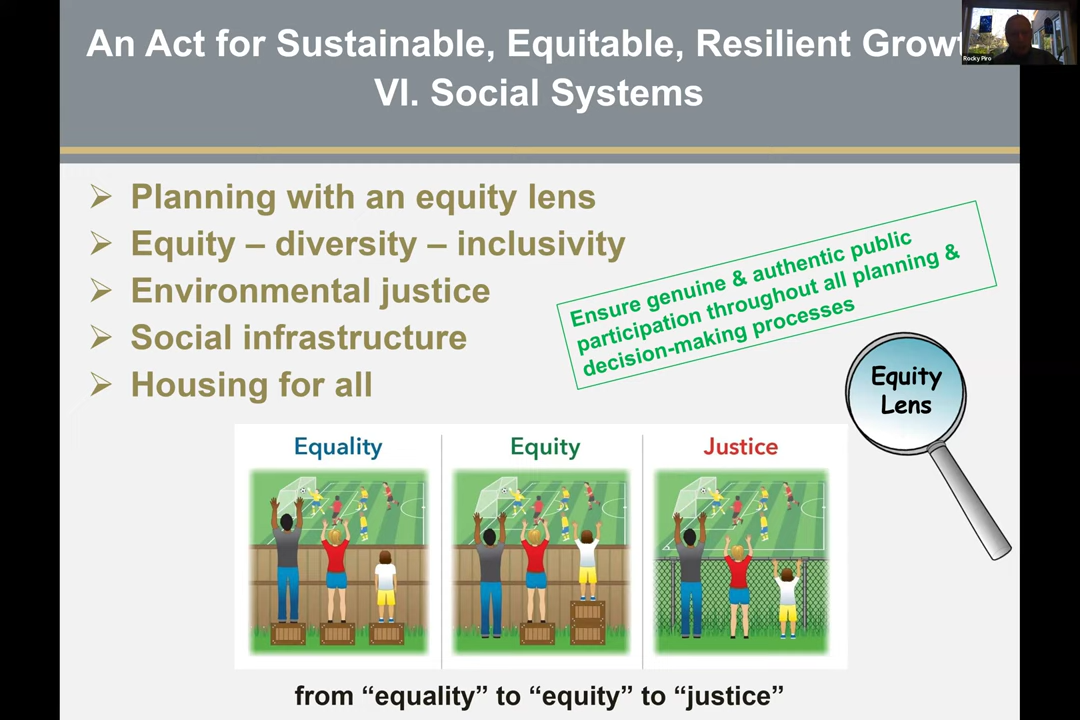 An Act for Sustainable, Equitable, Resilient
VI. Social Systems
Rocky Piro
Planning with an equity lens
Equity – diversity – inclusivity
Environmental justice
Social infrastructure
Housing for all
Ensure genuine & authentic public
participation throughout all planning &
decision-making processes
Equity
Lens
Equality
Equity
Justice
from “equality” to “equity” to “justice”